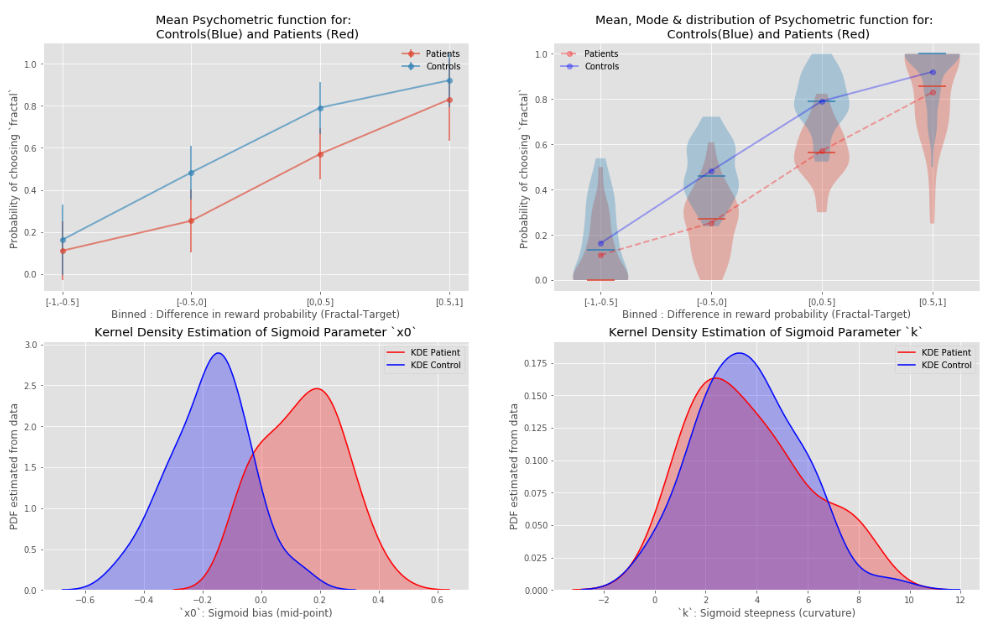 Mean Psychometric function for:
Controls(Blue) and Patients (Red)
Patients
Controls
1.0
0.8
0.6
0.4
0.2
0.0
Probability of choosing `fractal`
[-1,-0.5]
[-0.5,0]
[0,0.5]
[0.5,1]
Binned : Difference in reward probability (Fractal-Target)
Mean, Mode & distribution of Psychometric function for:
Controls(Blue) and Patients (Red)
Patients
Controls
1.0
0.8
0.6
0.4
0.2
0.0
Probability of choosing `fractal`
[-1,-0.5]
[-0.5,0]
[0,0.5]
[0.5,1]
Binned : Difference in reward probability (Fractal-Target)
Kernel Density Estimation of Sigmoid Parameter `x0`
KDE Patient
KDE Control
3.0
2.5
2.0
1.5
1.0
0.5
0.0
PDF estimated from data
−0.6
−0.4
−0.2
0.0
0.2
0.4
0.6
`x0`: Sigmoid bias (mid-point)
Kernel Density Estimation of Sigmoid Parameter `k`
KDE Patient
KDE Control
0.175
0.150
0.125
0.100
0.075
0.050
0.025
0.000
PDF estimated from data
−2
0
2
4
6
8
10
12
`k`: Sigmoid steepness (curvature)